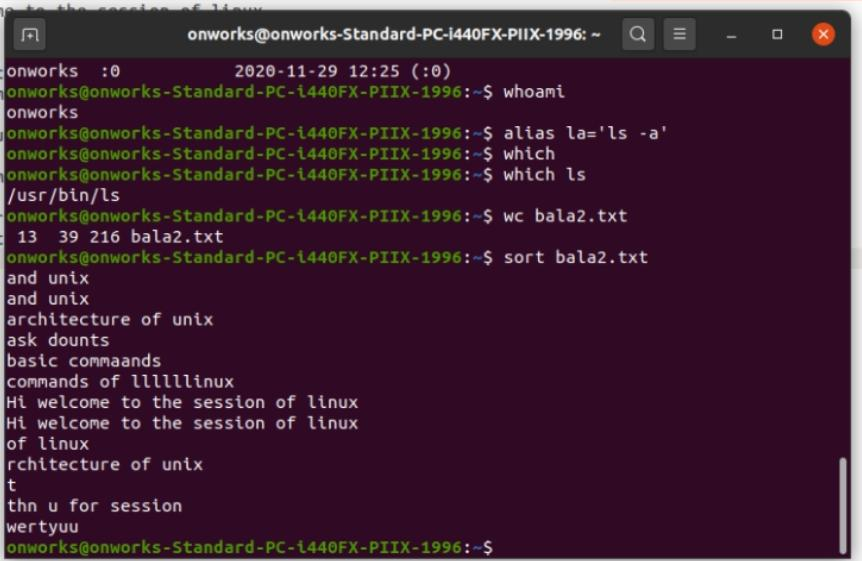 to the session of linux
onworks@onworks-Standard-PC-i440FX-PIIX-1996: ~
onworks  :0           2020-11-29 12:25 (:0)
onworks@onworks-Standard-PC-i440FX-PIIX-1996:~$ whoami
onworks
onworks@onworks-Standard-PC-i440FX-PIIX-1996:~$ alias la='ls -a'
onworks@onworks-Standard-PC-i440FX-PIIX-1996:~$ which
onworks@onworks-Standard-PC-i440FX-PIIX-1996:~$ which ls
/usr/bin/ls
onworks@onworks-Standard-PC-i440FX-PIIX-1996:~$ wc bala2.txt
 13  39 216 bala2.txt
onworks@onworks-Standard-PC-i440FX-PIIX-1996:~$ sort bala2.txt
and unix
and unix
architecture of unix
ask dounts
basic commaands
commands of llllllinux
Hi welcome to the session of linux
Hi welcome to the session of linux
of linux
rchitecture of unix
t
thn u for session
wertyuu
onworks@onworks-Standard-PC-i440FX-PIIX-1996:~$